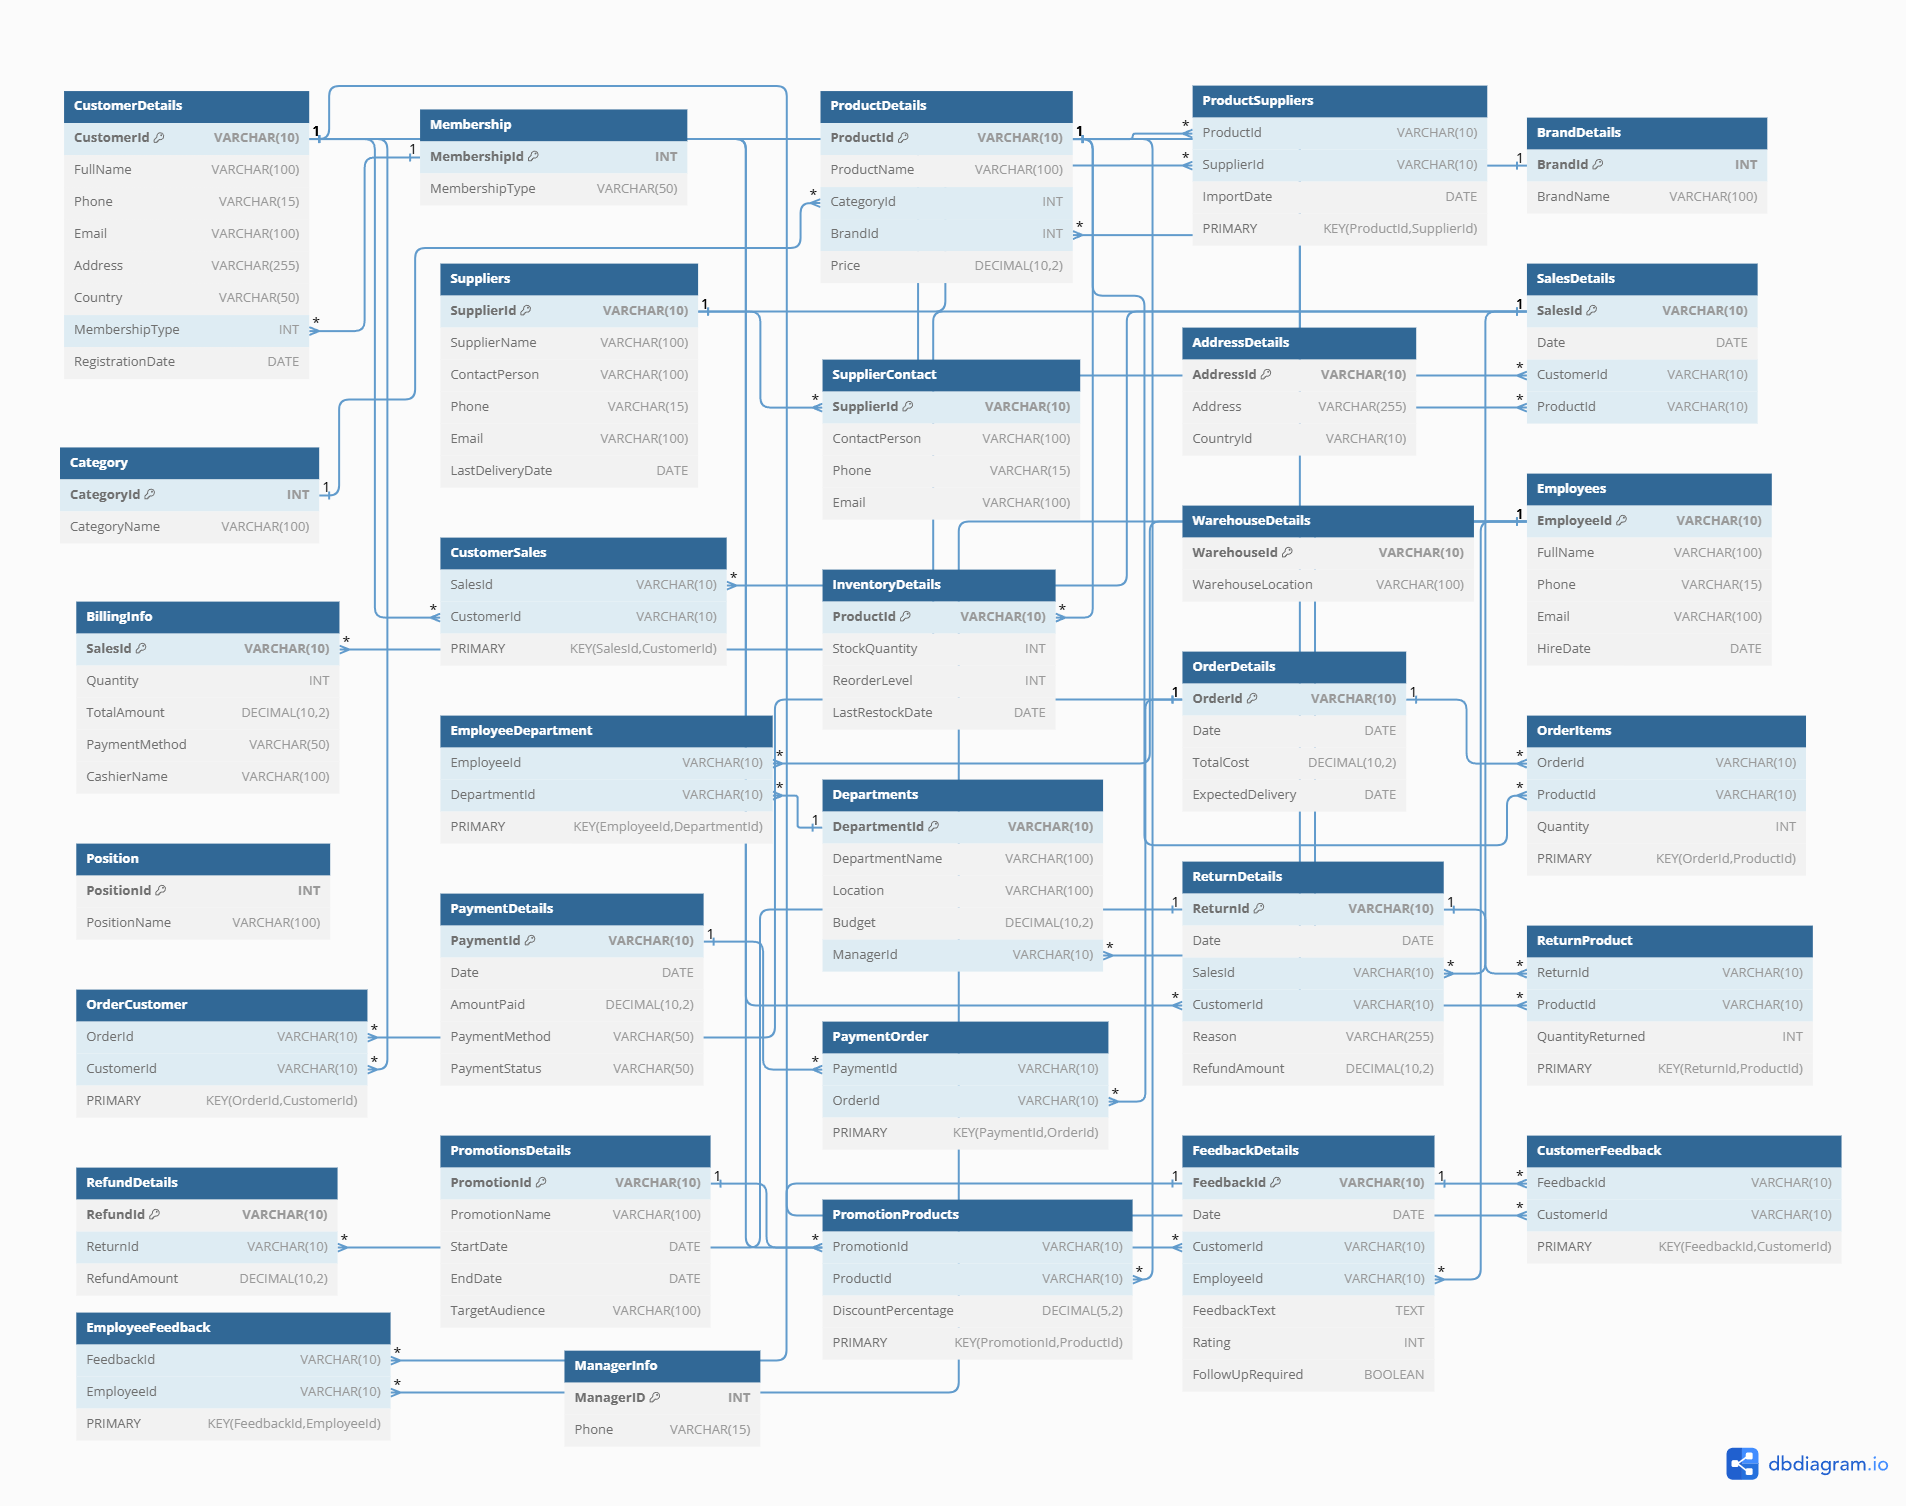 CustomerDetails
CustomerId VARCHAR(10)
FullName VARCHAR(100)
Phone VARCHAR(15)
Email VARCHAR(100)
Address VARCHAR(255)
Country VARCHAR(50)
MembershipType INT
RegistrationDate DATE
Membership
MembershipId INT
MembershipType VARCHAR(50)
ProductDetails
ProductId VARCHAR(10)
ProductName VARCHAR(100)
CategoryId INT
BrandId INT
Price DECIMAL(10,2)
ProductSuppliers
ProductId VARCHAR(10)
SupplierId VARCHAR(10)
ImportDate DATE
PRIMARY KEY(ProductId,SupplierId)
BrandDetails
BrandId INT
BrandName VARCHAR(100)
Suppliers
SupplierId VARCHAR(10)
SupplierName VARCHAR(100)
ContactPerson VARCHAR(100)
Phone VARCHAR(15)
Email VARCHAR(100)
LastDeliveryDate DATE
SupplierContact
SupplierId VARCHAR(10)
ContactPerson VARCHAR(100)
Phone VARCHAR(15)
Email VARCHAR(100)
AddressDetails
AddressId VARCHAR(10)
Address VARCHAR(255)
CountryId VARCHAR(10)
SalesDetails
SalesId VARCHAR(10)
Date DATE
CustomerId VARCHAR(10)
ProductId VARCHAR(10)
Category
CategoryId INT
CategoryName VARCHAR(100)
CustomerSales
SalesId VARCHAR(10)
CustomerId VARCHAR(10)
PRIMARY KEY(SalesId,CustomerId)
InventoryDetails
ProductId VARCHAR(10)
StockQuantity INT
ReorderLevel INT
LastRestockDate DATE
WarehouseDetails
WarehouseId VARCHAR(10)
WarehouseLocation VARCHAR(100)
Employees
EmployeeId VARCHAR(10)
FullName VARCHAR(100)
Phone VARCHAR(15)
Email VARCHAR(100)
HireDate DATE
BillingInfo
SalesId VARCHAR(10)
Quantity INT
TotalAmount DECIMAL(10,2)
PaymentMethod VARCHAR(50)
CashierName VARCHAR(100)
EmployeeDepartment
EmployeeId VARCHAR(10)
DepartmentId VARCHAR(10)
PRIMARY KEY(EmployeeId,DepartmentId)
Departments
DepartmentId VARCHAR(10)
DepartmentName VARCHAR(100)
Location VARCHAR(100)
Budget DECIMAL(10,2)
ManagerId VARCHAR(10)
OrderDetails
OrderId VARCHAR(10)
Date DATE
TotalCost DECIMAL(10,2)
ExpectedDelivery DATE
OrderItems
OrderId VARCHAR(10)
ProductId VARCHAR(10)
Quantity INT
PRIMARY KEY(OrderId,ProductId)
Position
PositionId INT
PositionName VARCHAR(100)
PaymentDetails
PaymentId VARCHAR(10)
Date DATE
AmountPaid DECIMAL(10,2)
PaymentMethod VARCHAR(50)
PaymentStatus VARCHAR(50)
PaymentOrder
PaymentId VARCHAR(10)
OrderId VARCHAR(10)
PRIMARY KEY(PaymentId,OrderId)
ReturnDetails
ReturnId VARCHAR(10)
Date DATE
SalesId VARCHAR(10)
CustomerId VARCHAR(10)
Reason VARCHAR(255)
RefundAmount DECIMAL(10,2)
ReturnProduct
ReturnId VARCHAR(10)
ProductId VARCHAR(10)
QuantityReturned INT
PRIMARY KEY(ReturnId,ProductId)
OrderCustomer
OrderId VARCHAR(10)
CustomerId VARCHAR(10)
PRIMARY KEY(OrderId,CustomerId)
PromotionsDetails
PromotionId VARCHAR(10)
PromotionName VARCHAR(100)
StartDate DATE
EndDate DATE
TargetAudience VARCHAR(100)
PromotionProducts
PromotionId VARCHAR(10)
ProductId VARCHAR(10)
DiscountPercentage DECIMAL(5,2)
PRIMARY KEY(PromotionId,ProductId)
FeedbackDetails
FeedbackId VARCHAR(10)
Date DATE
CustomerId VARCHAR(10)
EmployeeId VARCHAR(10)
FeedbackText TEXT
Rating INT
FollowUpRequired BOOLEAN
CustomerFeedback
FeedbackId VARCHAR(10)
CustomerId VARCHAR(10)
PRIMARY KEY(FeedbackId,CustomerId)
RefundDetails
RefundId VARCHAR(10)
ReturnId VARCHAR(10)
RefundAmount DECIMAL(10,2)
EmployeeFeedback
FeedbackId VARCHAR(10)
EmployeeId VARCHAR(10)
PRIMARY KEY(FeedbackId,EmployeeId)
ManagerInfo
ManagerID INT
Phone VARCHAR(15)
dbdiagram.io